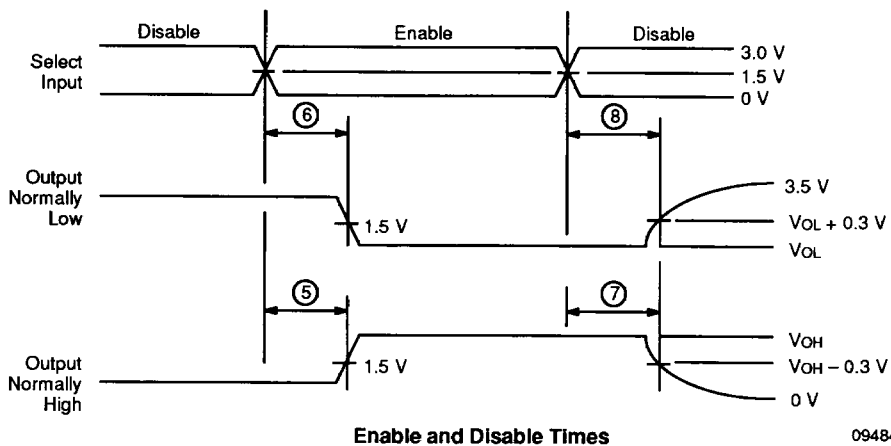 Disable
Enable
Disable
Select
Input
3.0 V
1.5 V
0 V
6
8
Output
Normally
Low
1.5 V
3.5 V
VOL + 0.3 V
VOL
5
7
Output
Normally
High
1.5 V
VOH
VOH – 0.3 V
0 V
Enable and Disable Times